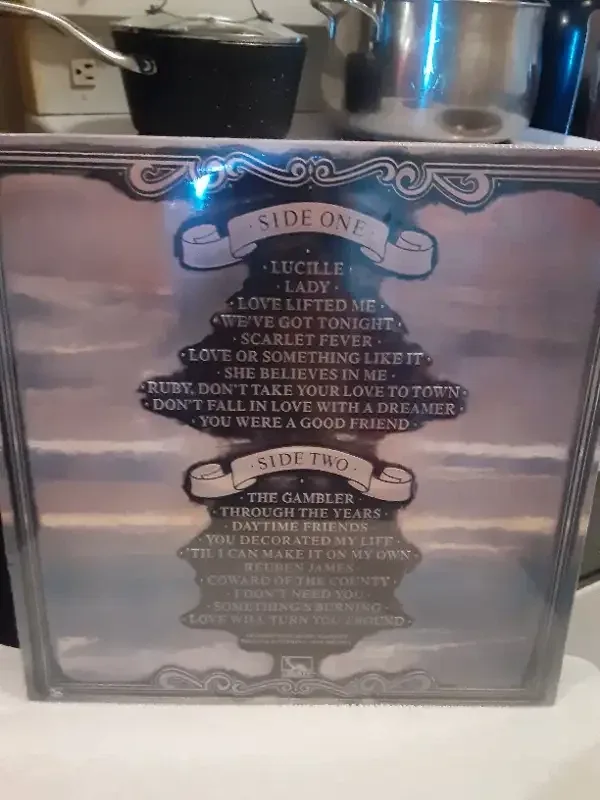 · SIDE ONE ·
· LUCILLE ·
· LADY ·
· LOVE LIFTED ME ·
· WE'VE GOT TONIGHT ·
· SCARLET FEVER ·
· LOVE OR SOMETHING LIKE IT ·
· SHE BELIEVES IN ME ·
· RUBY, DON'T TAKE YOUR LOVE TO TOWN ·
· DON'T FALL IN LOVE WITH A DREAMER ·
· YOU WERE A GOOD FRIEND ·
· SIDE TWO ·
· THE GAMBLER ·
· THROUGH THE YEARS ·
· DAYTIME FRIENDS ·
· YOU DECORATED MY LIFE ·
· 'TIL I CAN MAKE IT ON MY OWN ·
· REUBEN JAMES ·
· COWARD OF THE COUNTY ·
· I DON'T NEED YOU ·
· SOMETHING'S BURNING ·
· LOVE WILL TURN YOU AROUND ·